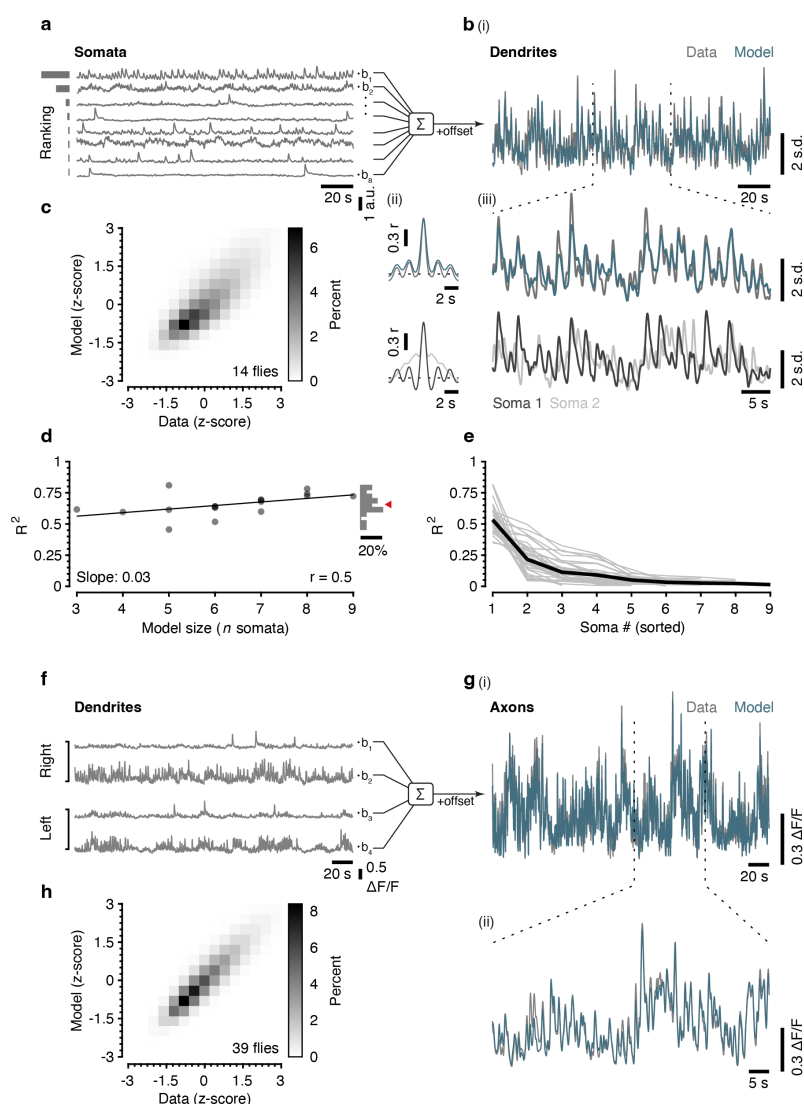 a
Somata
Ranking
b₁
b₂
b₈
Σ
+offset
20 s
1 a.u.
b (i)
Dendrites
Data Model
2 s.d.
20 s
c
Model (z-score)
3
1.5
0
-1.5
-3
14 flies
-3 -1.5 0 1.5 3
Data (z-score)
6
4
2
0
Percent
(ii)
0.3 r
2 s
0.3 r
2 s
(iii)
2 s.d.
2 s.d.
Soma 1 Soma 2
5 s
d
R²
1
0.75
0.5
0.25
0
20%
Slope: 0.03
r = 0.5
3 4 5 6 7 8 9
Model size (n somata)
e
R²
1
0.75
0.5
0.25
0
1 2 3 4 5 6 7 8 9
Soma # (sorted)
f
Dendrites
Right
Left
b₁
b₂
b₃
b₄
Σ
+offset
20 s
0.5
ΔF/F
g (i)
Axons
Data Model
0.3 ΔF/F
20 s
h
Model (z-score)
3
1.5
0
-1.5
-3
39 flies
-3 -1.5 0 1.5 3
Data (z-score)
8
6
4
2
0
Percent
(ii)
0.3 ΔF/F
5 s